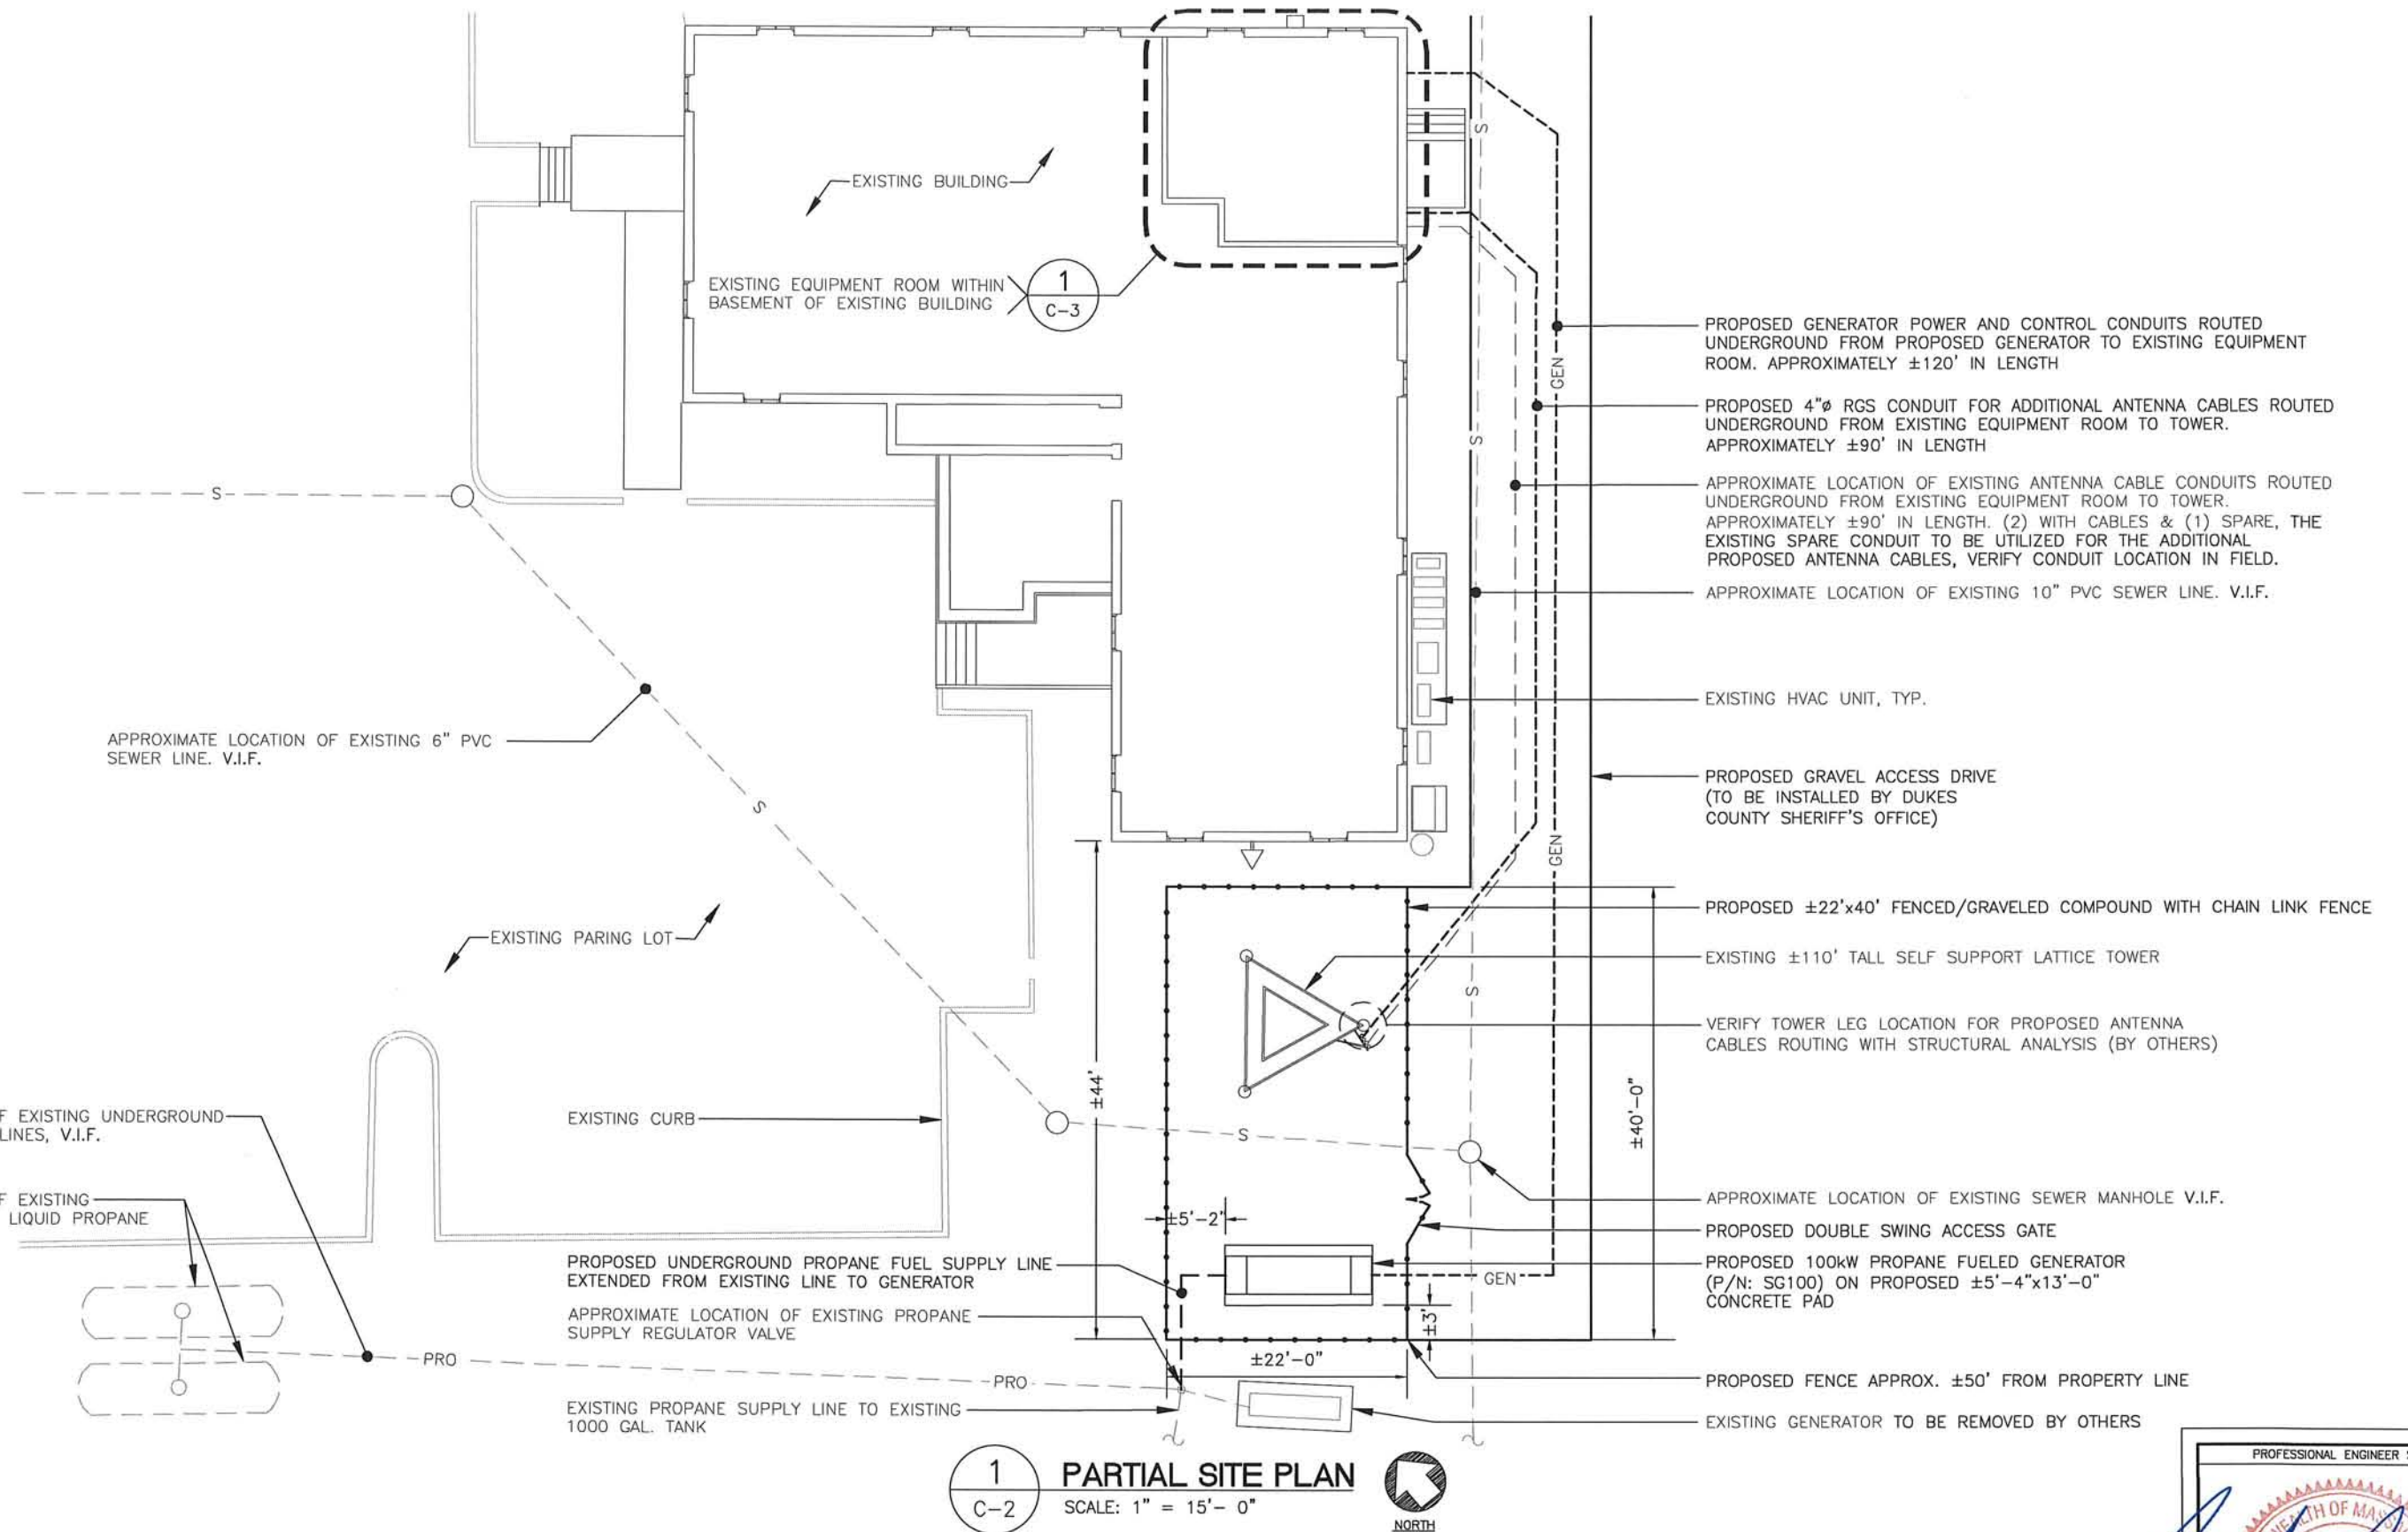 EXISTING BUILDING
EXISTING EQUIPMENT ROOM WITHIN
BASEMENT OF EXISTING BUILDING
1
C-3
S
S
GEN
PROPOSED GENERATOR POWER AND CONTROL CONDUITS ROUTED
UNDERGROUND FROM PROPOSED GENERATOR TO EXISTING EQUIPMENT
ROOM. APPROXIMATELY ±120' IN LENGTH
PROPOSED 4"ø RGS CONDUIT FOR ADDITIONAL ANTENNA CABLES ROUTED
UNDERGROUND FROM EXISTING EQUIPMENT ROOM TO TOWER.
APPROXIMATELY ±90' IN LENGTH
APPROXIMATE LOCATION OF EXISTING ANTENNA CABLE CONDUITS ROUTED
UNDERGROUND FROM EXISTING EQUIPMENT ROOM TO TOWER.
APPROXIMATELY ±90' IN LENGTH. (2) WITH CABLES & (1) SPARE, THE
EXISTING SPARE CONDUIT TO BE UTILIZED FOR THE ADDITIONAL
PROPOSED ANTENNA CABLES, VERIFY CONDUIT LOCATION IN FIELD.
APPROXIMATE LOCATION OF EXISTING 10" PVC SEWER LINE. V.I.F.
S
EXISTING HVAC UNIT, TYP.
APPROXIMATE LOCATION OF EXISTING 6" PVC
SEWER LINE. V.I.F.
S
PROPOSED GRAVEL ACCESS DRIVE
(TO BE INSTALLED BY DUKES
COUNTY SHERIFF'S OFFICE)
GEN
PROPOSED ±22'x40' FENCED/GRAVELED COMPOUND WITH CHAIN LINK FENCE
EXISTING PARING LOT
EXISTING ±110' TALL SELF SUPPORT LATTICE TOWER
S
VERIFY TOWER LEG LOCATION FOR PROPOSED ANTENNA
CABLES ROUTING WITH STRUCTURAL ANALYSIS (BY OTHERS)
±44'
±40'-0"
F EXISTING UNDERGROUND
LINES, V.I.F.
EXISTING CURB
S
F EXISTING
LIQUID PROPANE
APPROXIMATE LOCATION OF EXISTING SEWER MANHOLE V.I.F.
±5'-2"
PROPOSED DOUBLE SWING ACCESS GATE
PROPOSED UNDERGROUND PROPANE FUEL SUPPLY LINE
EXTENDED FROM EXISTING LINE TO GENERATOR
GEN
PROPOSED 100kW PROPANE FUELED GENERATOR
(P/N: SG100) ON PROPOSED ±5'-4"x13'-0"
CONCRETE PAD
APPROXIMATE LOCATION OF EXISTING PROPANE
SUPPLY REGULATOR VALVE
±3'
PRO
±22'-0"
PRO
PROPOSED FENCE APPROX. ±50' FROM PROPERTY LINE
EXISTING PROPANE SUPPLY LINE TO EXISTING
1000 GAL. TANK
EXISTING GENERATOR TO BE REMOVED BY OTHERS
1
C-2
PARTIAL SITE PLAN
SCALE: 1" = 15'- 0"
NORTH
PROFESSIONAL ENGINEER
TH OF MASS